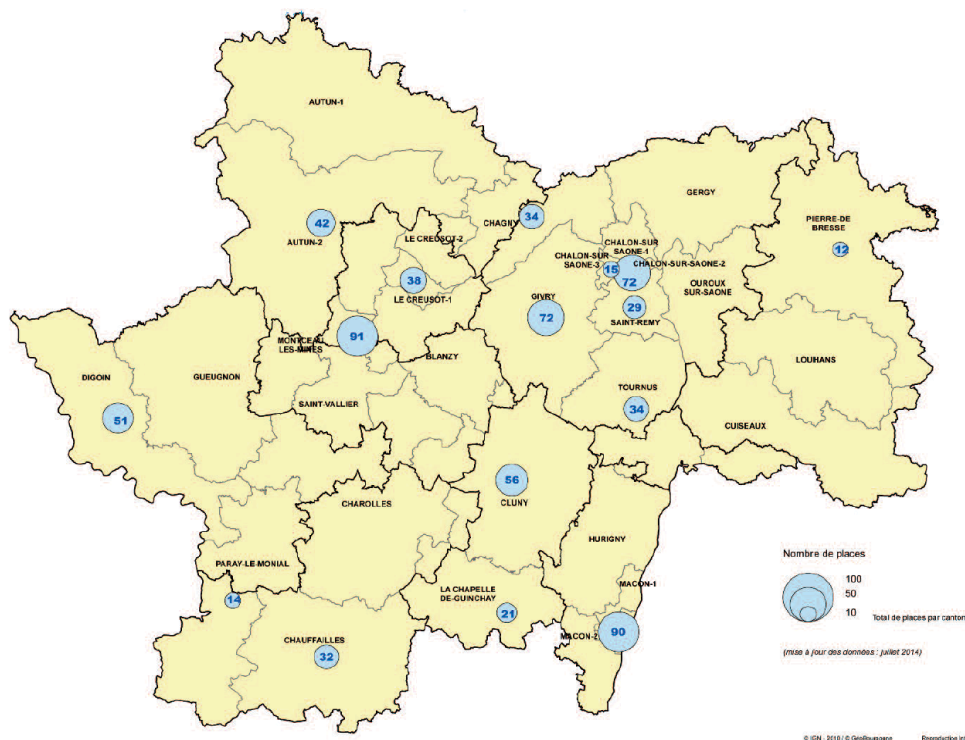 AUTUN-1
GERGY
PIERRE-DE
BRESSE
12
CHAGNY
34
42
AUTUN-2
LE CREUSOT-2
CHALON-SUR
SAONE-1
CHALON-SUR
SAONE-3
CHALON-SUR-SAONE-2
15
72
38
LE CREUSOT-1
OUROUX
SUR-SAONE
GIVRY
72
29
SAINT-REMY
91
MONTCEAU
LES-MINES
BLANZY
LOUHANS
DIGOIN
GUEUGNON
SAINT-VALLIER
TOURNUS
34
51
CUISEAUX
56
CLUNY
CHAROLLES
HURIGNY
PARAY-LE-MONIAL
14
LA CHAPELLE
DE-GUINCHAY
21
MACON-1
MACON-2
90
CHAUFFAILLES
32
Nombre de places
100
50
10
Total de places par canton
(mise à jour des données : juillet 2014)
© IGN - 2010 / © GéoBourgogne
Reproduction int